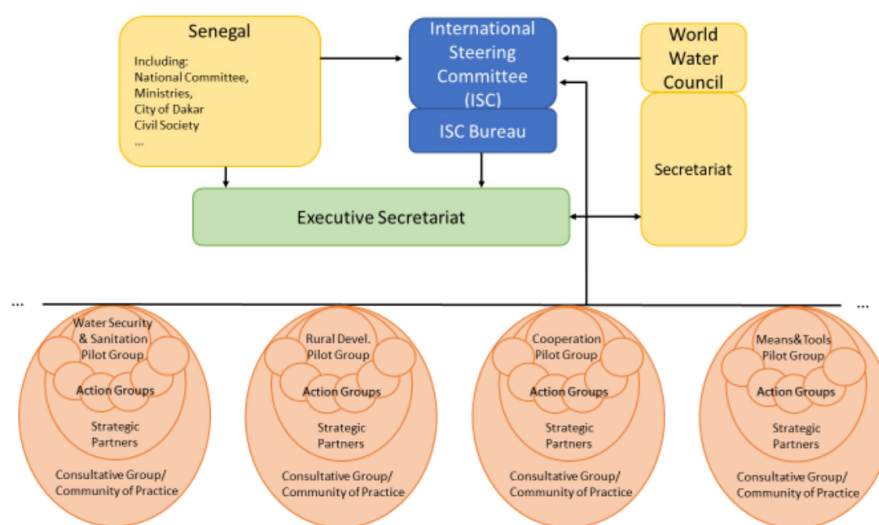 Senegal
Including:
National Committee,
Ministries,
City of Dakar
Civil Society
...
International
Steering
Committee
(ISC)
ISC Bureau
World
Water
Council
Secretariat
Executive Secretariat
...
...
Water Security
& Sanitation
Pilot Group
Action Groups
Strategic
Partners
Consultative Group/
Community of Practice
Rural Devel.
Pilot Group
Action Groups
Strategic
Partners
Consultative Group/
Community of Practice
Cooperation
Pilot Group
Action Groups
Strategic
Partners
Consultative Group/
Community of Practice
Means&Tools
Pilot Group
Action Groups
Strategic
Partners
Consultative Group/
Community of Practice